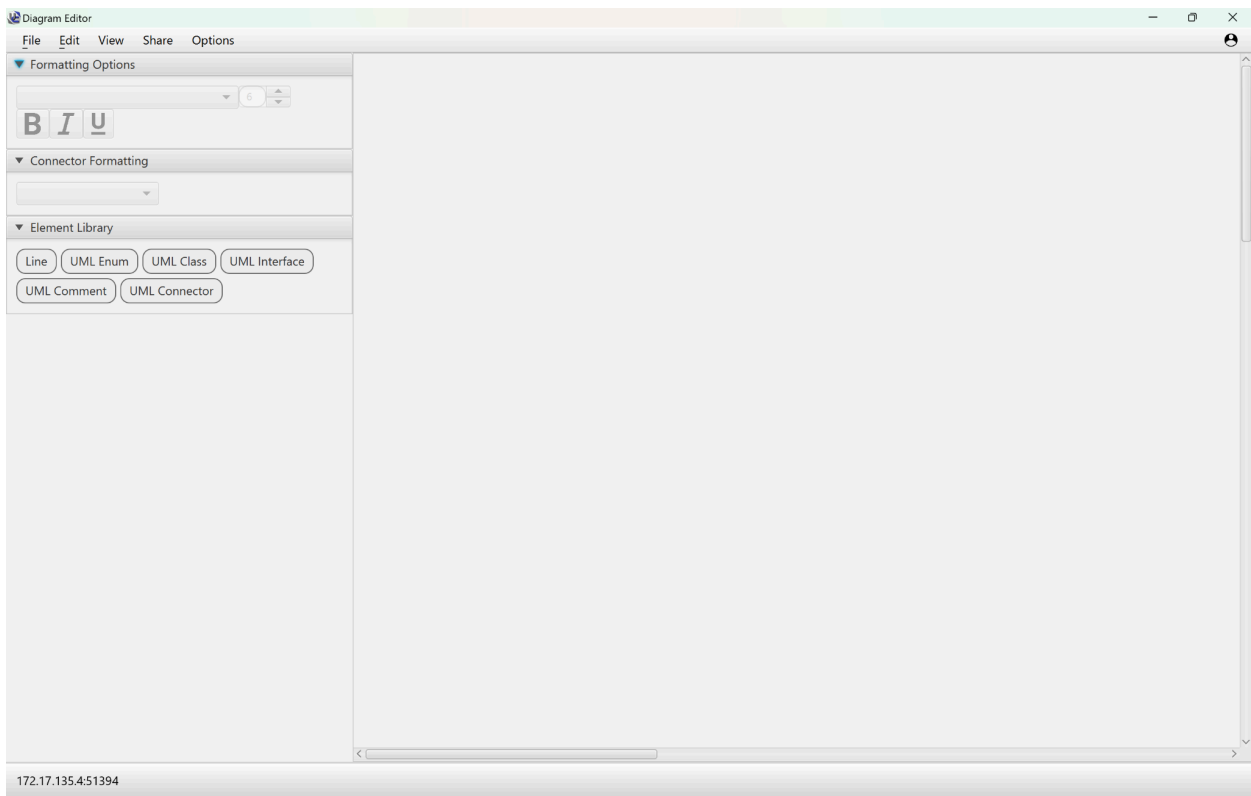 Diagram Editor
File Edit View Share Options
Formatting Options
6
B I U
Connector Formatting
Element Library
Line UML Enum UML Class UML Interface
UML Comment UML Connector
172.17.135.4:51394